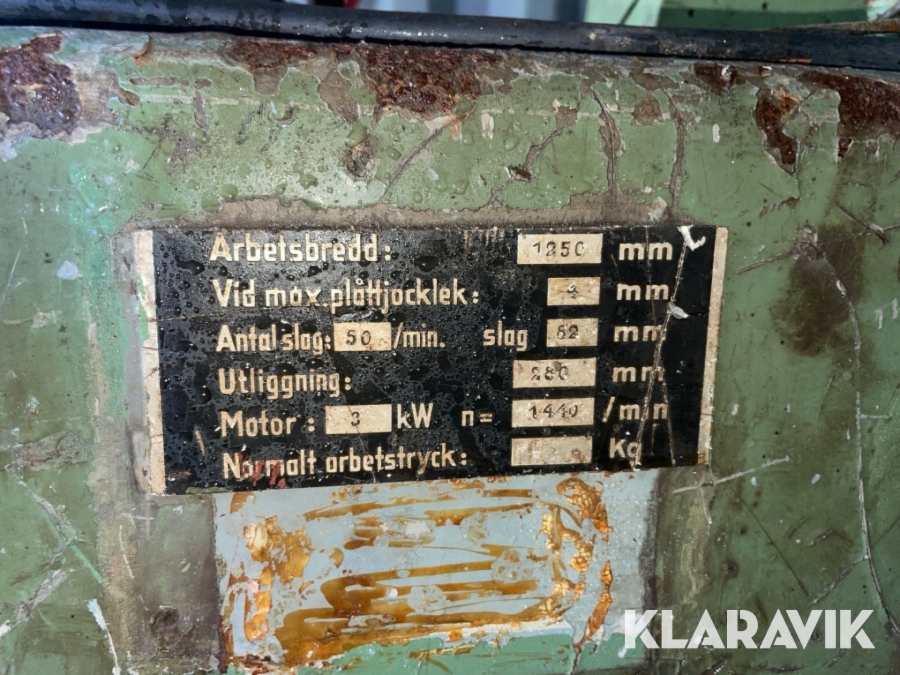 Arbetsbredd: 1250 mm
Vid max. plåttjocklek: mm
Antal slag: 50 /min. slag 62 mm
Utliggning: 280 mm
Motor: 3 kW n = 1440 /min
Normalt arbetstryck: Kg
KLARAVIK